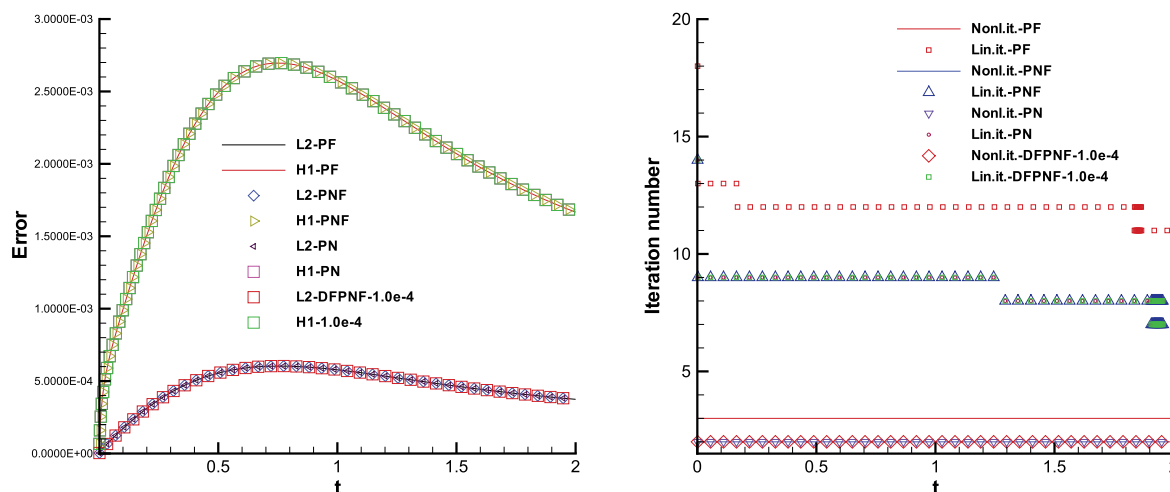 3.0000E-03
2.5000E-03
2.0000E-03
1.5000E-03
1.0000E-03
5.0000E-04
0.0000E+00
Error
0.5
1
1.5
2
t
L2-PF
H1-PF
L2-PNF
H1-PNF
L2-PN
H1-PN
L2-DFPNF-1.0e-4
H1-1.0e-4
20
15
10
5
Iteration number
0
0.5
1
1.5
2
t
Nonl.it.-PF
Lin.it.-PF
Nonl.it.-PNF
Lin.it.-PNF
Nonl.it.-PN
Lin.it.-PN
Nonl.it.-DFPNF-1.0e-4
Lin.it.-DFPNF-1.0e-4